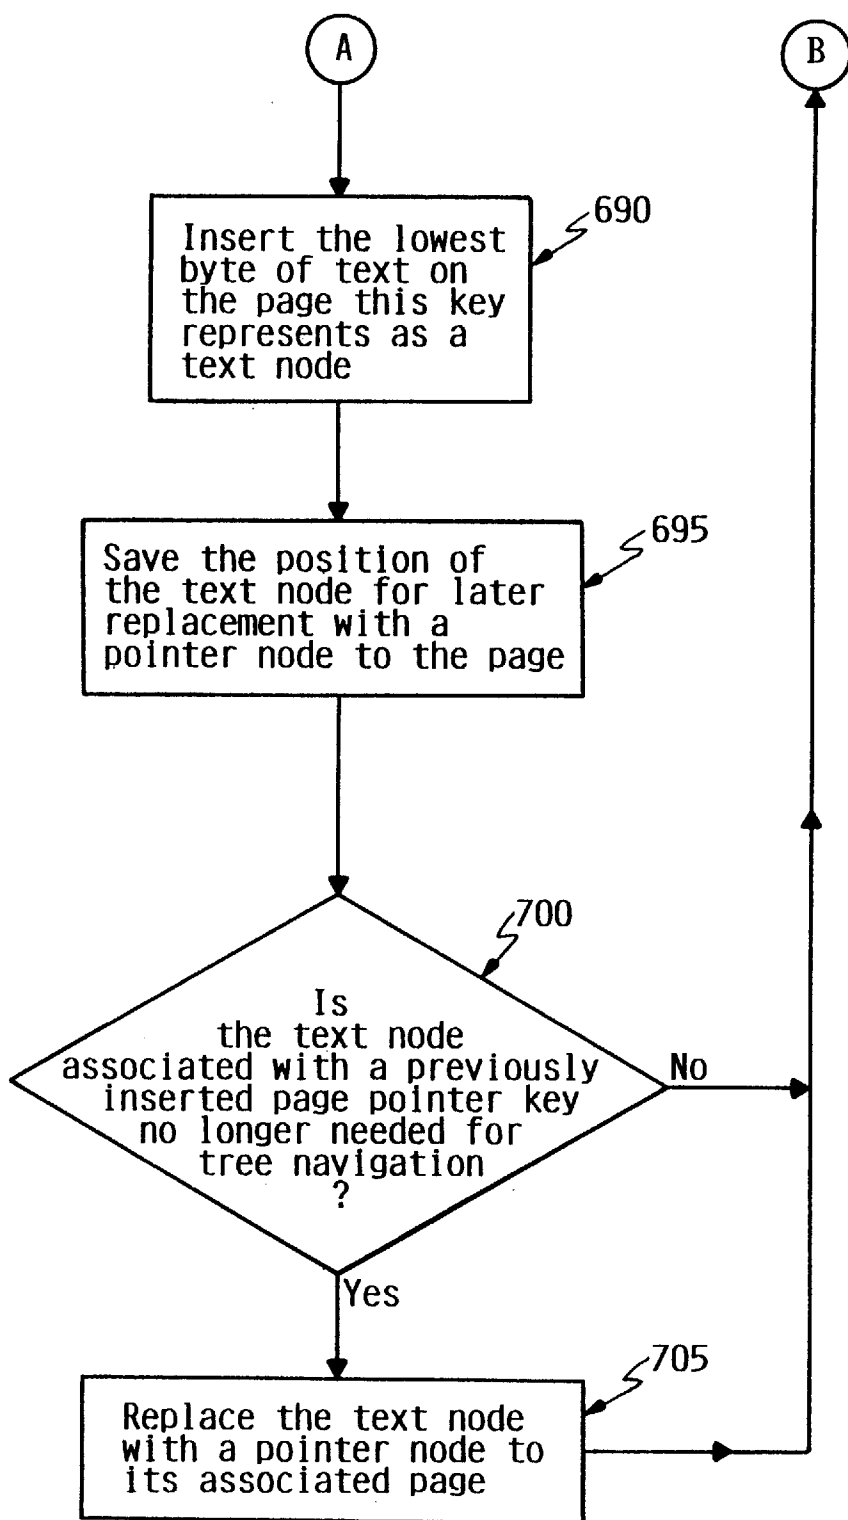 A
B
690
Insert the lowest
byte of text on
the page this key
represents as a
text node
695
Save the position of
the text node for later
replacement with a
pointer node to the page
700
Is
the text node
associated with a previously
inserted page pointer key
no longer needed for
tree navigation
?
No
Yes
705
Replace the text node
with a pointer node to
its associated page